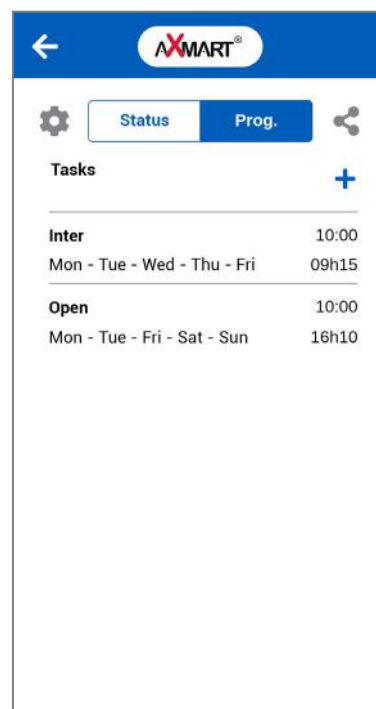 AXMART®
Status Prog.
Tasks
Inter 10:00
Mon - Tue - Wed - Thu - Fri 09h15
Open 10:00
Mon - Tue - Fri - Sat - Sun 16h10